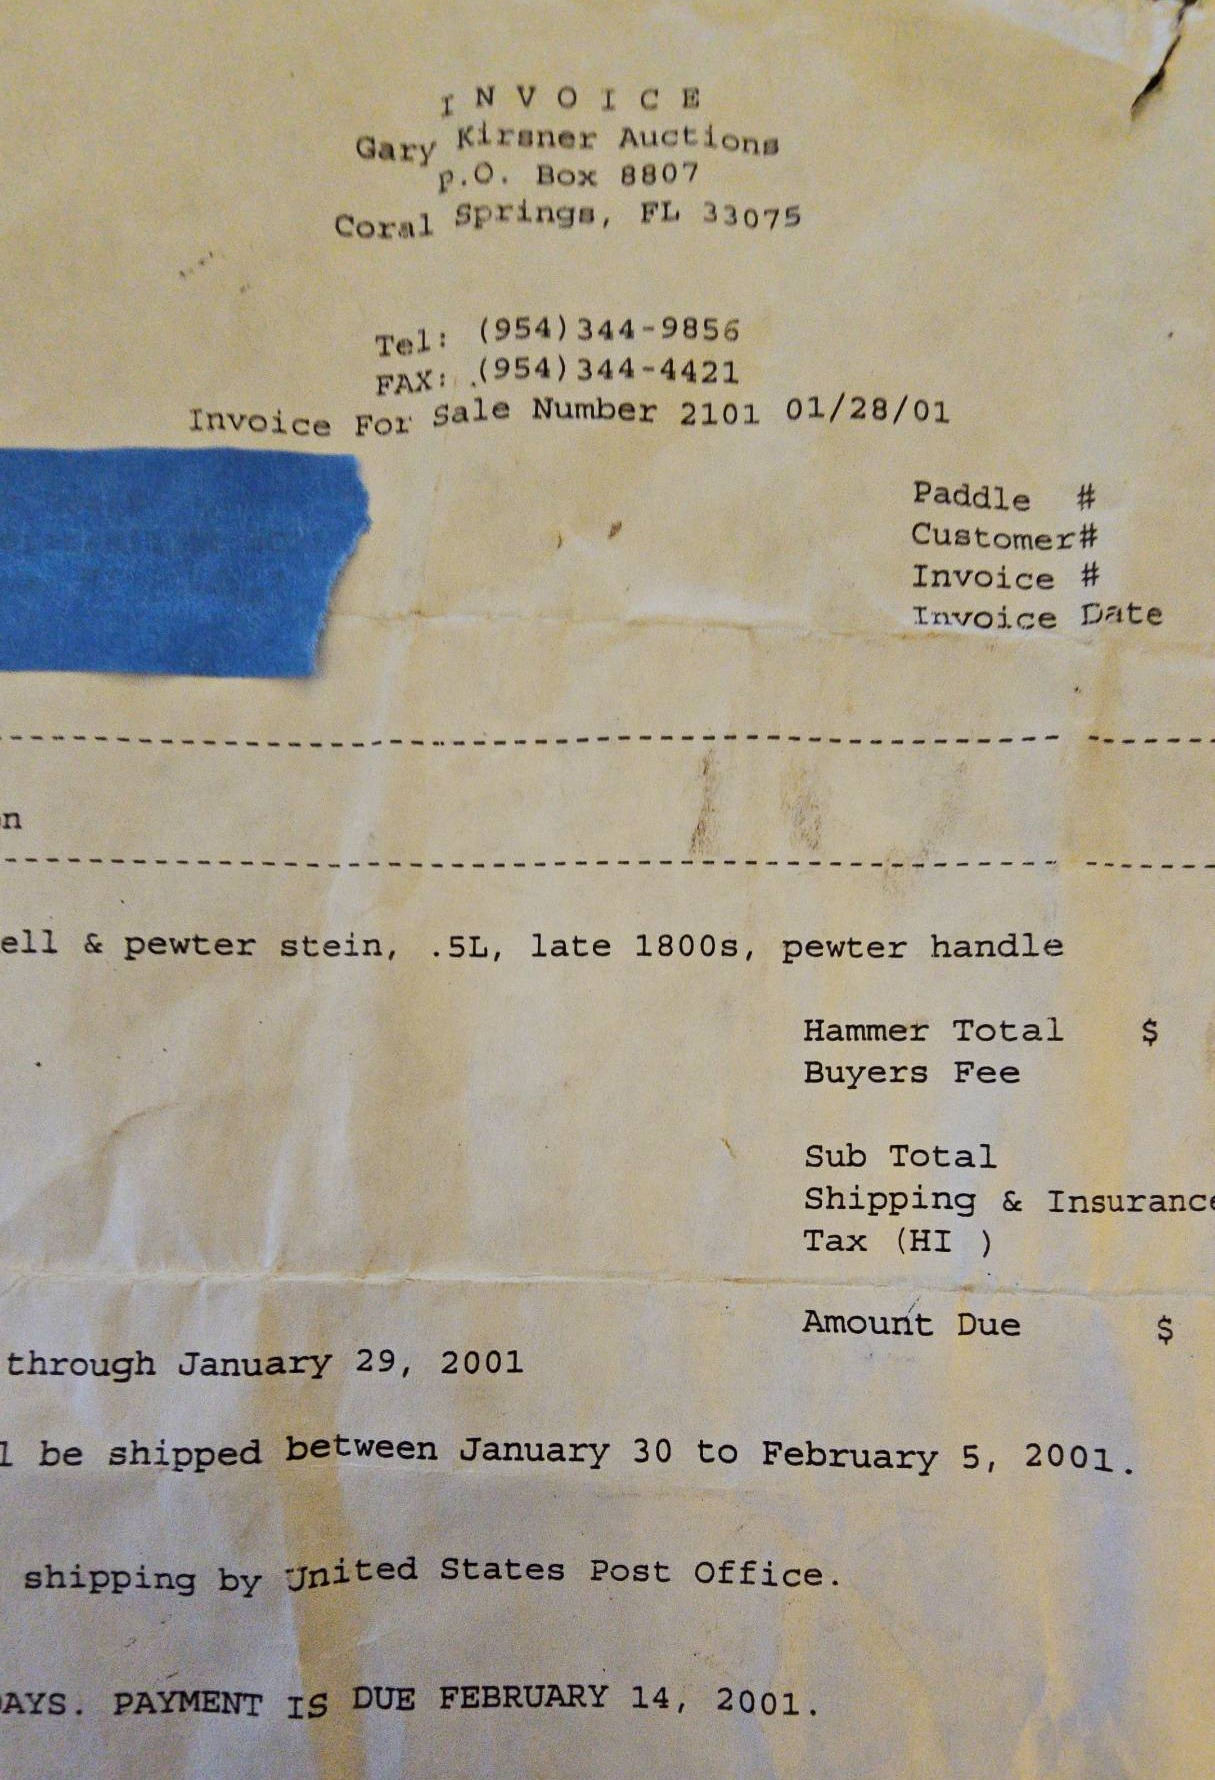 INVOICE
Gary Kirsner Auctions
P.O. Box 8807
Coral Springs, FL 33075
Tel: (954)344-9856
FAX: (954)344-4421
Invoice For Sale Number 2101 01/28/01
Paddle #
Customer#
Invoice #
Invoice Date
& pewter stein, .5L, late 1800s, pewter handle
Hammer Total $
Buyers Fee
Sub Total
Shipping & Insurance
Tax (HI )
Amount Due $
through January 29, 2001
be shipped between January 30 to February 5, 2001.
shipping by United States Post Office.
DAYS. PAYMENT IS DUE FEBRUARY 14, 2001.